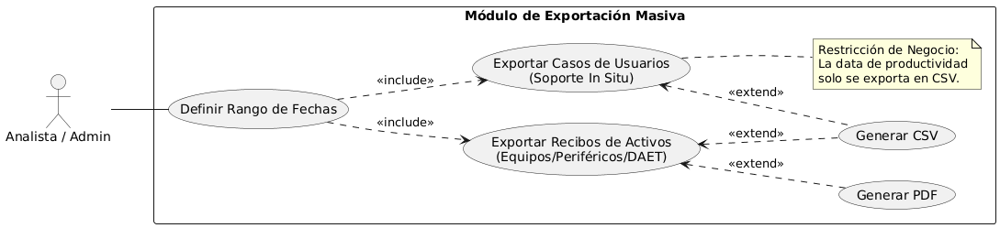 Módulo de Exportación Masiva
Analista / Admin
Definir Rango de Fechas
«include»
«include»
Exportar Casos de Usuarios
(Soporte In Situ)
Exportar Recibos de Activos
(Equipos/Periféricos/DAET)
Restricción de Negocio:
La data de productividad
solo se exporta en CSV.
«extend»
«extend»
«extend»
Generar CSV
Generar PDF